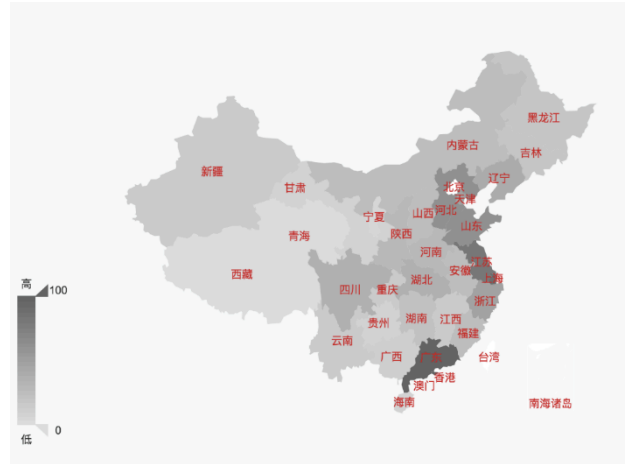 黑龙江
内蒙古
吉林
新疆
辽宁
甘肃
北京
天津
宁夏
山西
河北
山东
青海
陕西
河南
江苏
西藏
安徽
上海
高
100
四川
重庆
湖北
浙江
贵州
湖南
江西
福建
云南
广西
广东
台湾
香港
澳门
海南
南海诸岛
0
低